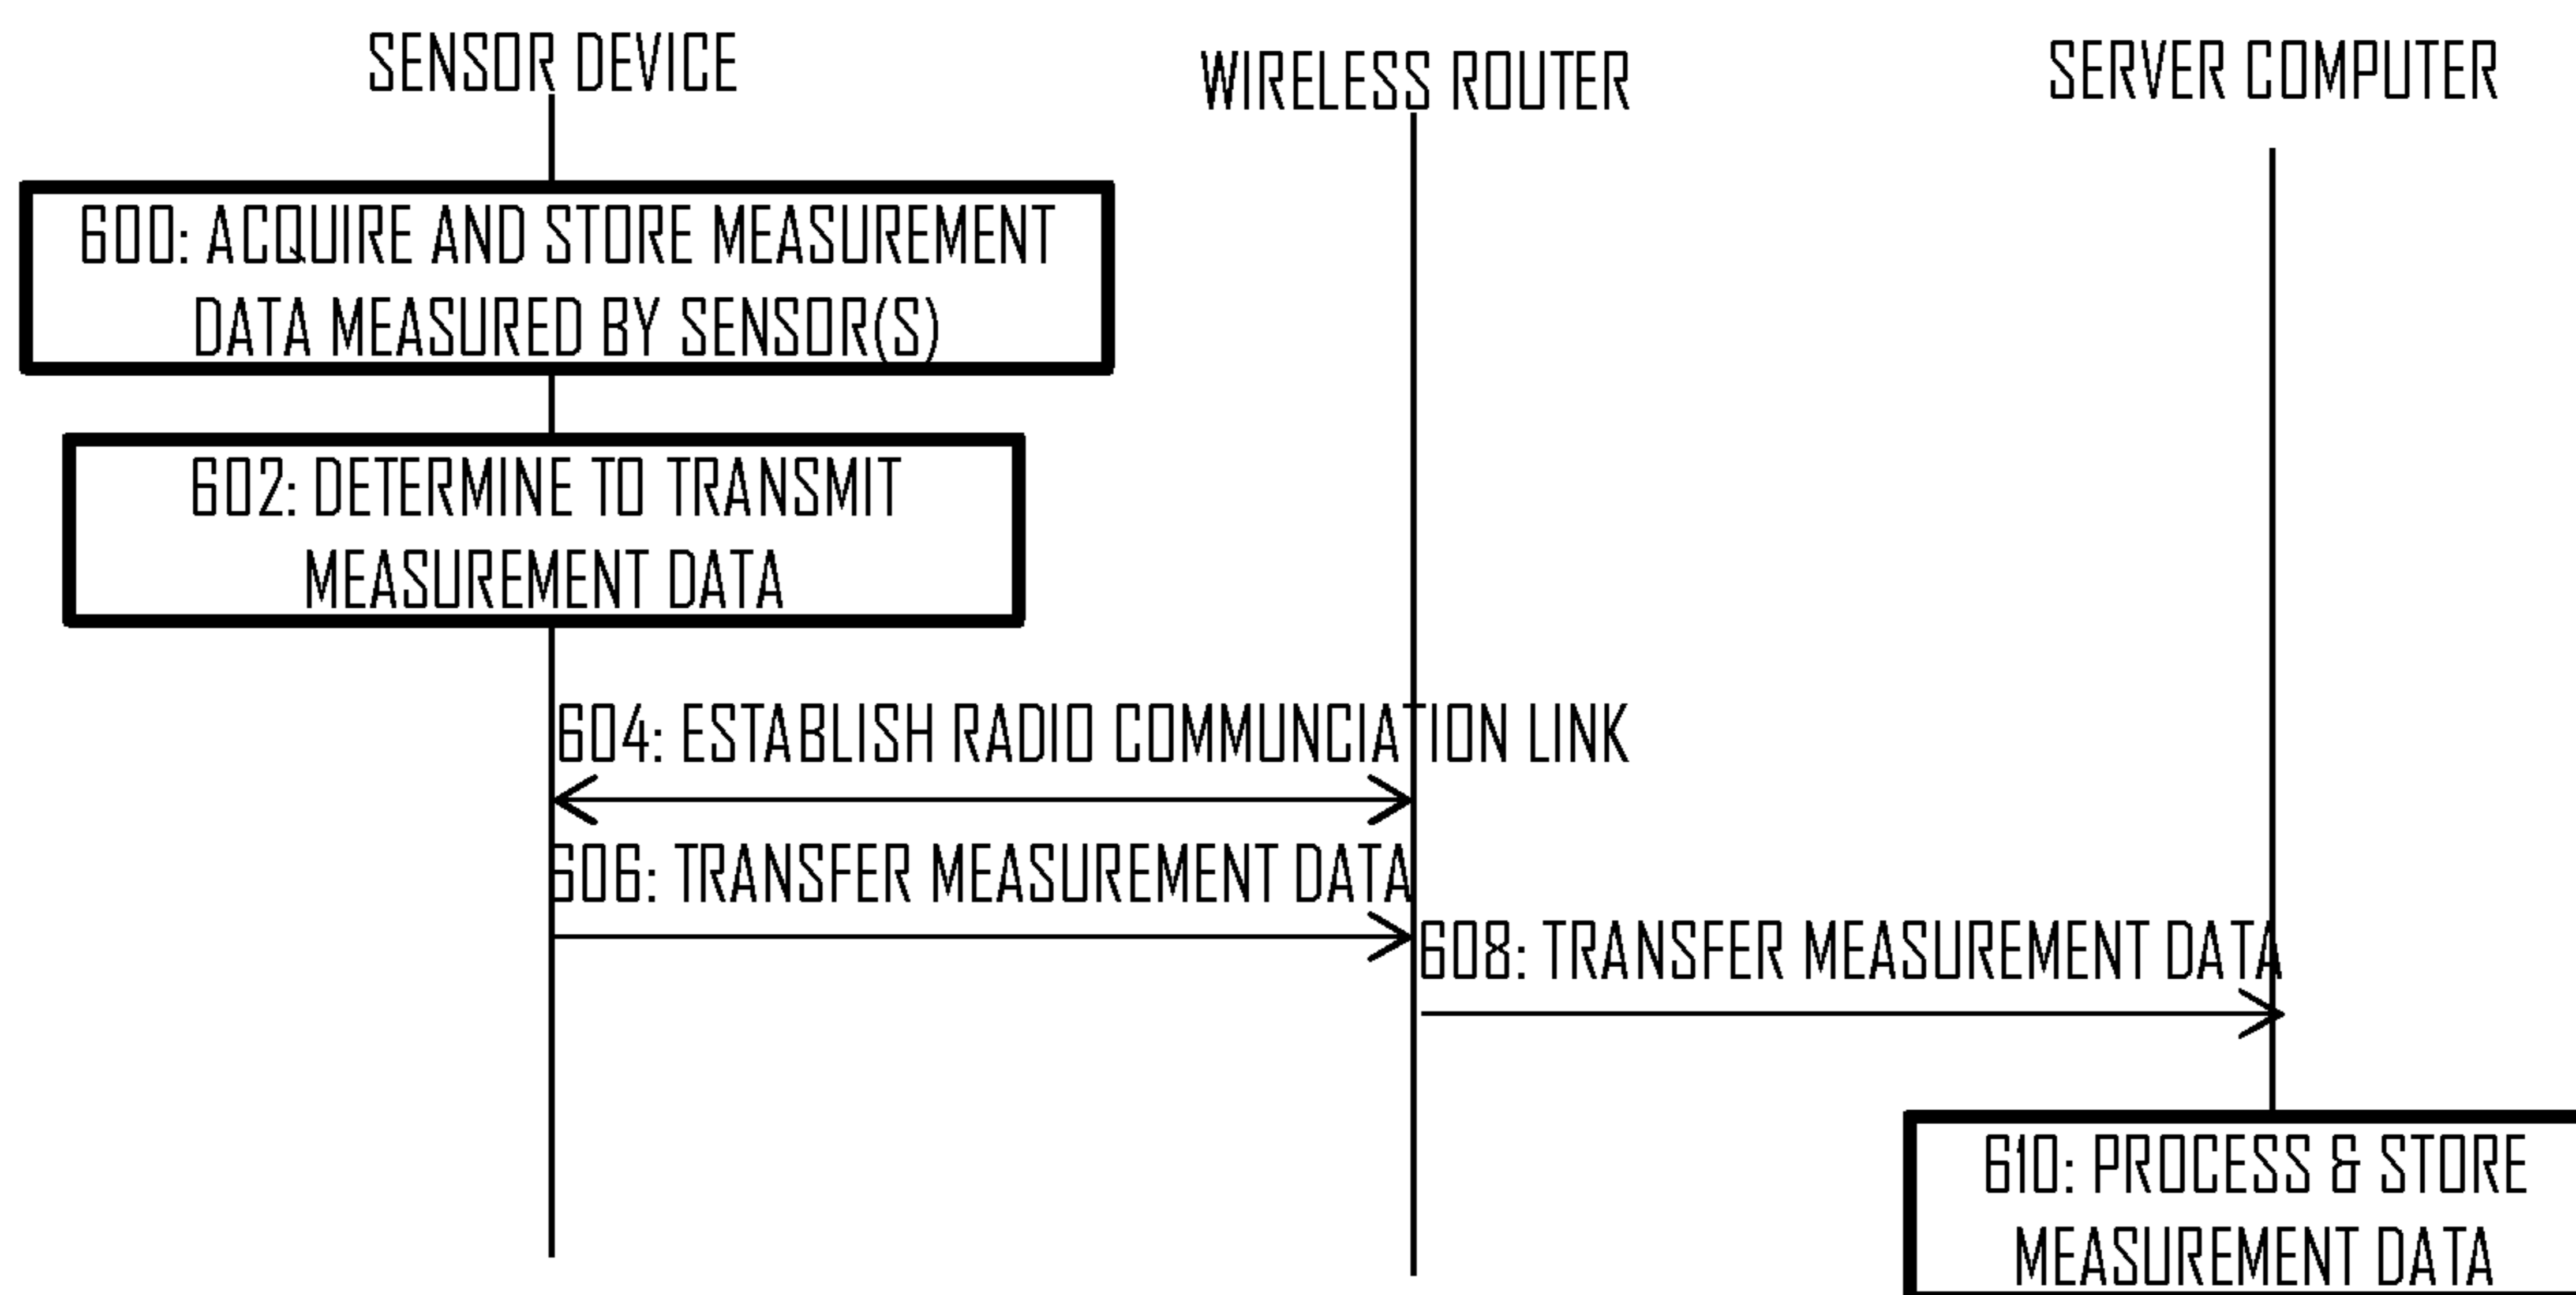 SENSOR DEVICE
WIRELESS ROUTER
SERVER COMPUTER
600: ACQUIRE AND STORE MEASUREMENT
DATA MEASURED BY SENSOR(S)
602: DETERMINE TO TRANSMIT
MEASUREMENT DATA
604: ESTABLISH RADIO COMMUNCIATION LINK
606: TRANSFER MEASUREMENT DATA
608: TRANSFER MEASUREMENT DATA
610: PROCESS & STORE
MEASUREMENT DATA